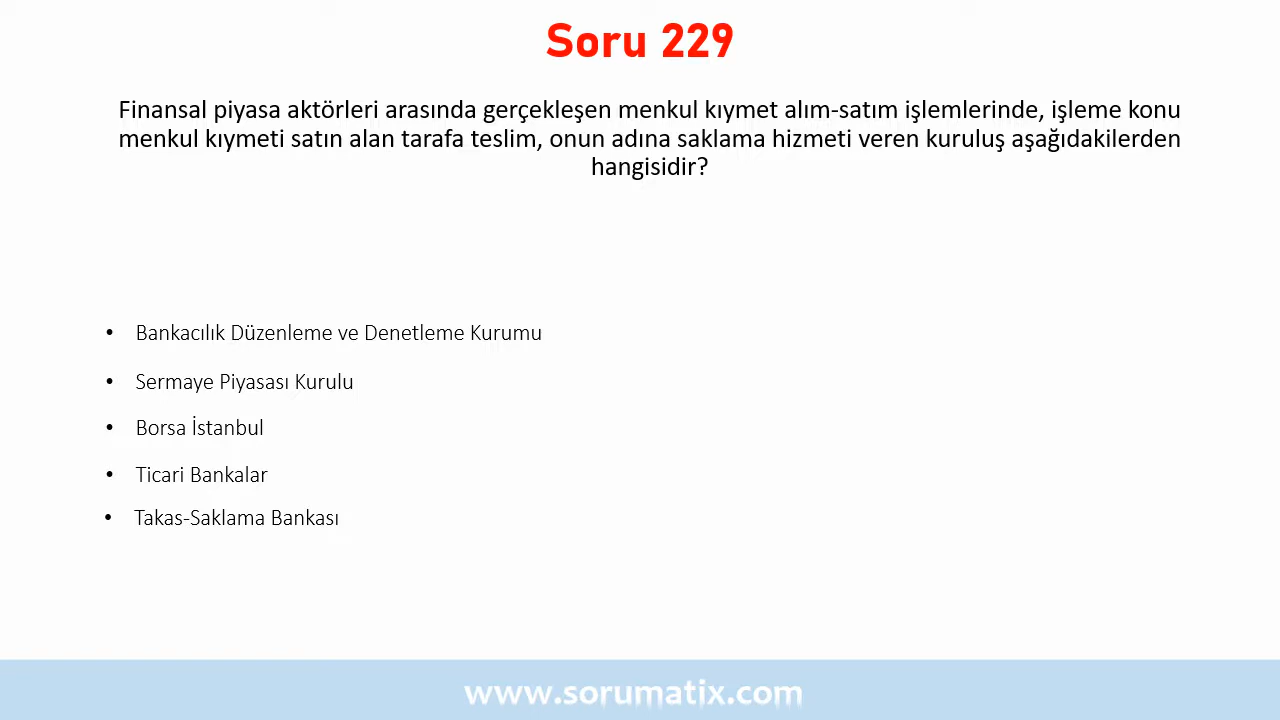 Soru 229
Finansal piyasa aktörleri arasında gerçekleşen menkul kıymet alım-satım işlemlerinde, işleme konu
menkul kıymeti satın alan tarafa teslim, onun adına saklama hizmeti veren kuruluş aşağıdakilerden
hangisidir?
• Bankacılık Düzenleme ve Denetleme Kurumu
• Sermaye Piyasası Kurulu
• Borsa İstanbul
• Ticari Bankalar
• Takas-Saklama Bankası
www.sorumatix.com